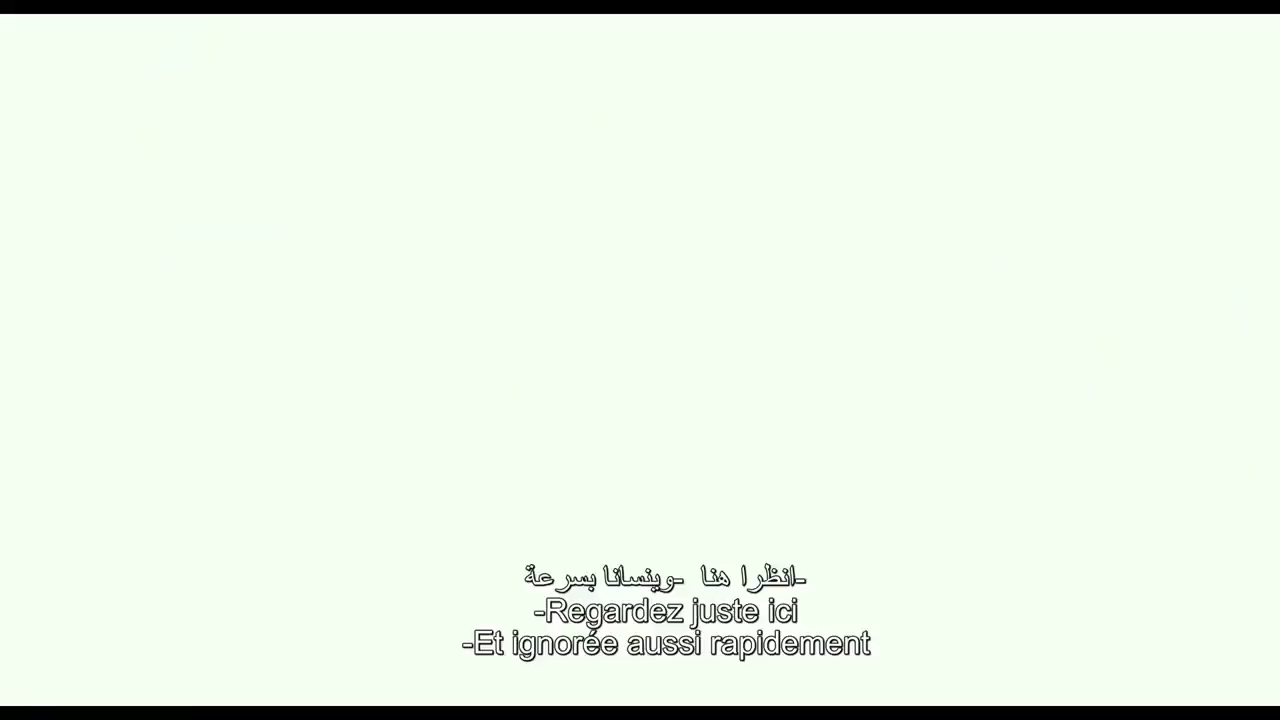 -انظرا هنا -وينسانا بسرعة
-Regardez juste ici
-Et ignorée aussi rapidement